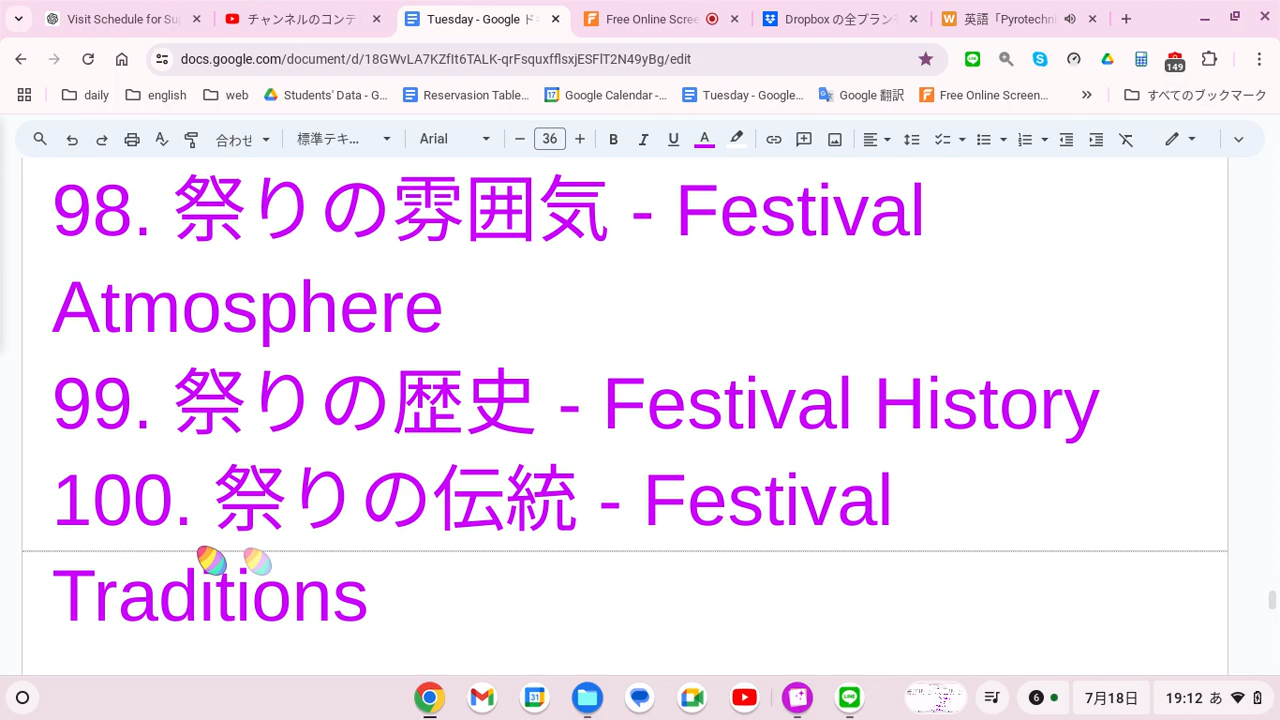 Visit Schedule for Su
チャンネルのコンテ
Tuesday - Google ド
Free Online Scree
Dropbox の全プラン
英語「Pyrotechni
docs.google.com/document/d/18GWvLA7KZfIt6TALK-qrFsquxfflsxjESFlT2N49yBg/edit
149
daily
english
web
Students' Data - G...
Reservasion Table...
Google Calendar -...
Tuesday - Google...
Google 翻訳
Free Online Screen...
すべてのブックマーク
合わせ
標準テキ...
Arial
36
98. 祭りの雰囲気 - Festival
Atmosphere
99. 祭りの歴史 - Festival History
100. 祭りの伝統 - Festival
Traditions
6
7月18日
19:12 あ